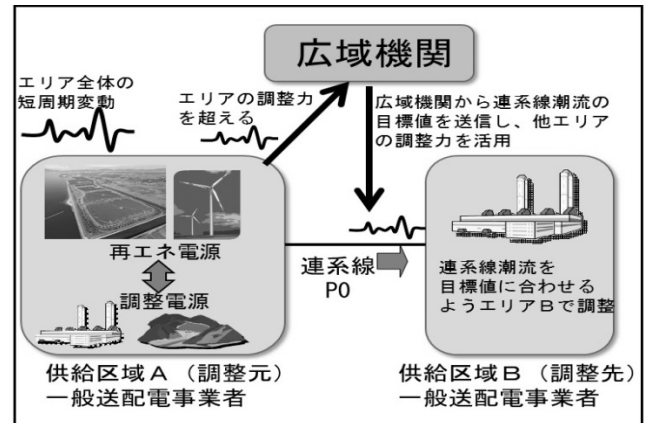 広域機関
エリア全体の
短周期変動
エリアの調整力
を超える
広域機関から連系線潮流の
目標値を送信し、他エリア
の調整力を活用
再エネ電源
調整電源
連系線
P0
連系線潮流を
目標値に合わせる
ようエリアBで調整
供給区域A（調整元）
一般送配電事業者
供給区域B（調整先）
一般送配電事業者